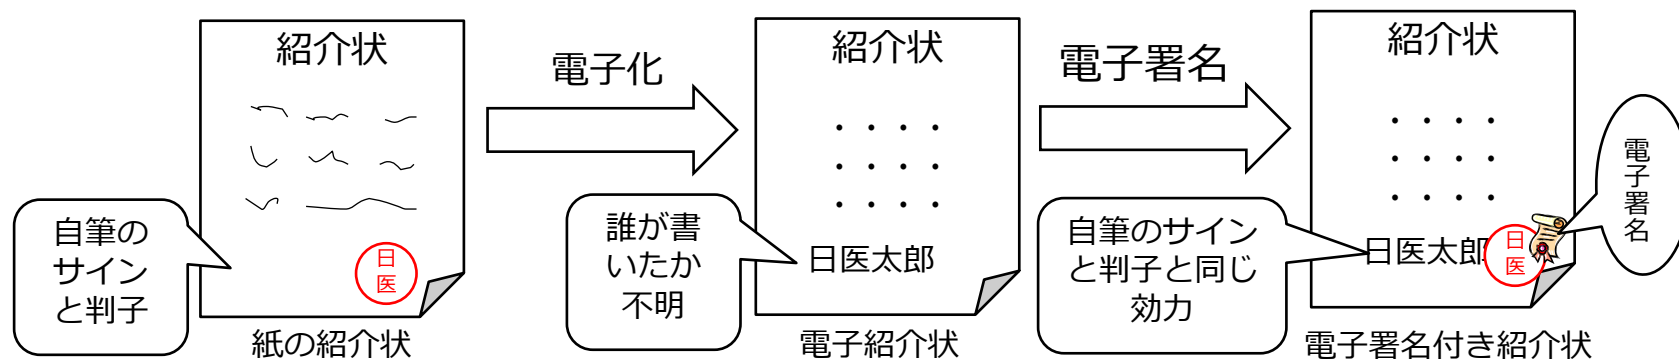 紹介状
自筆の
サイン
と判子
日
医
紙の紹介状
電子化
紹介状
・・・・
・・・・
・・・・
誰が書
いたか
不明
日医太郎
電子紹介状
電子署名
紹介状
・・・・
・・・・
・・・・
自筆のサイン
と判子と同じ
効力
日医太郎
日
医
電子署名
電子署名付き紹介状